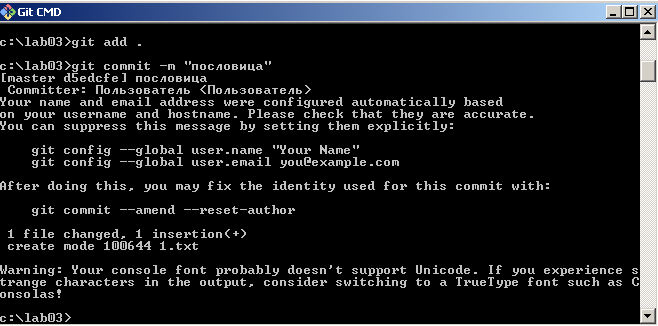 Git CMD
c:\lab03>git add .
c:\lab03>git commit -m "пословица"
[master d5edcfe] пословица
Committer: Пользователь <Пользователь>
Your name and email address were configured automatically based
on your username and hostname. Please check that they are accurate.
You can suppress this message by setting them explicitly:
git config --global user.name "Your Name"
git config --global user.email you@example.com
After doing this, you may fix the identity used for this commit with:
git commit --amend --reset-author
1 file changed, 1 insertion(+)
create mode 100644 1.txt
Warning: Your console font probably doesn't support Unicode. If you experience s
trange characters in the output, consider switching to a TrueType font such as C
onsolas!
c:\lab03>